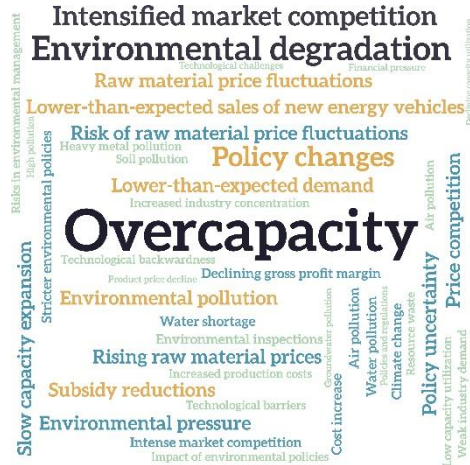 Intensified market competition
Environmental degradation
Technological challenges
Financial pressure
Raw material price fluctuations
Lower-than-expected sales of new energy vehicles
Risk of raw material price fluctuations
Heavy metal pollution
Soil pollution
Policy changes
Lower-than-expected demand
Increased industry concentration
Overcapacity
Technological backwardness
Product price decline
Declining gross profit margin
Environmental pollution
Water shortage
Environmental inspections
Rising raw material prices
Increased production costs
Subsidy reductions
Technological barriers
Environmental pressure
Intense market competition
Impact of environmental policies
Risks in environmental management
High pollution
Stricter environmental policies
Slow capacity expansion
Groundwater pollution
Cost increase
Air pollution
Water pollution
Policies and regulations
Climate change
Resource waste
Policy uncertainty
Air pollution
Price competition
Low capacity utilization
Weak industry demand